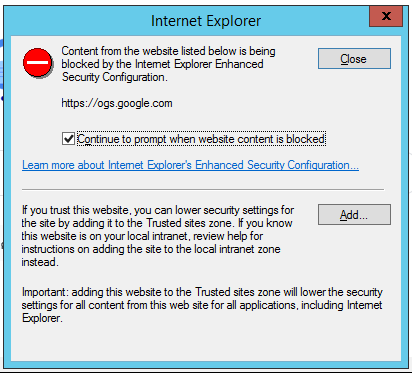 Internet Explorer
x
Content from the website listed below is being
blocked by the Internet Explorer Enhanced
Security Configuration.
Close
https://ogs.google.com
Continue to prompt when website content is blocked
Learn more about Internet Explorer's Enhanced Security Configuration...
If you trust this website, you can lower security settings for
the site by adding it to the Trusted sites zone. If you know
this website is on your local intranet, review help for
instructions on adding the site to the local intranet zone
instead.
Add...
Important: adding this website to the Trusted sites zone will lower the security
settings for all content from this web site for all applications, including Internet
Explorer.